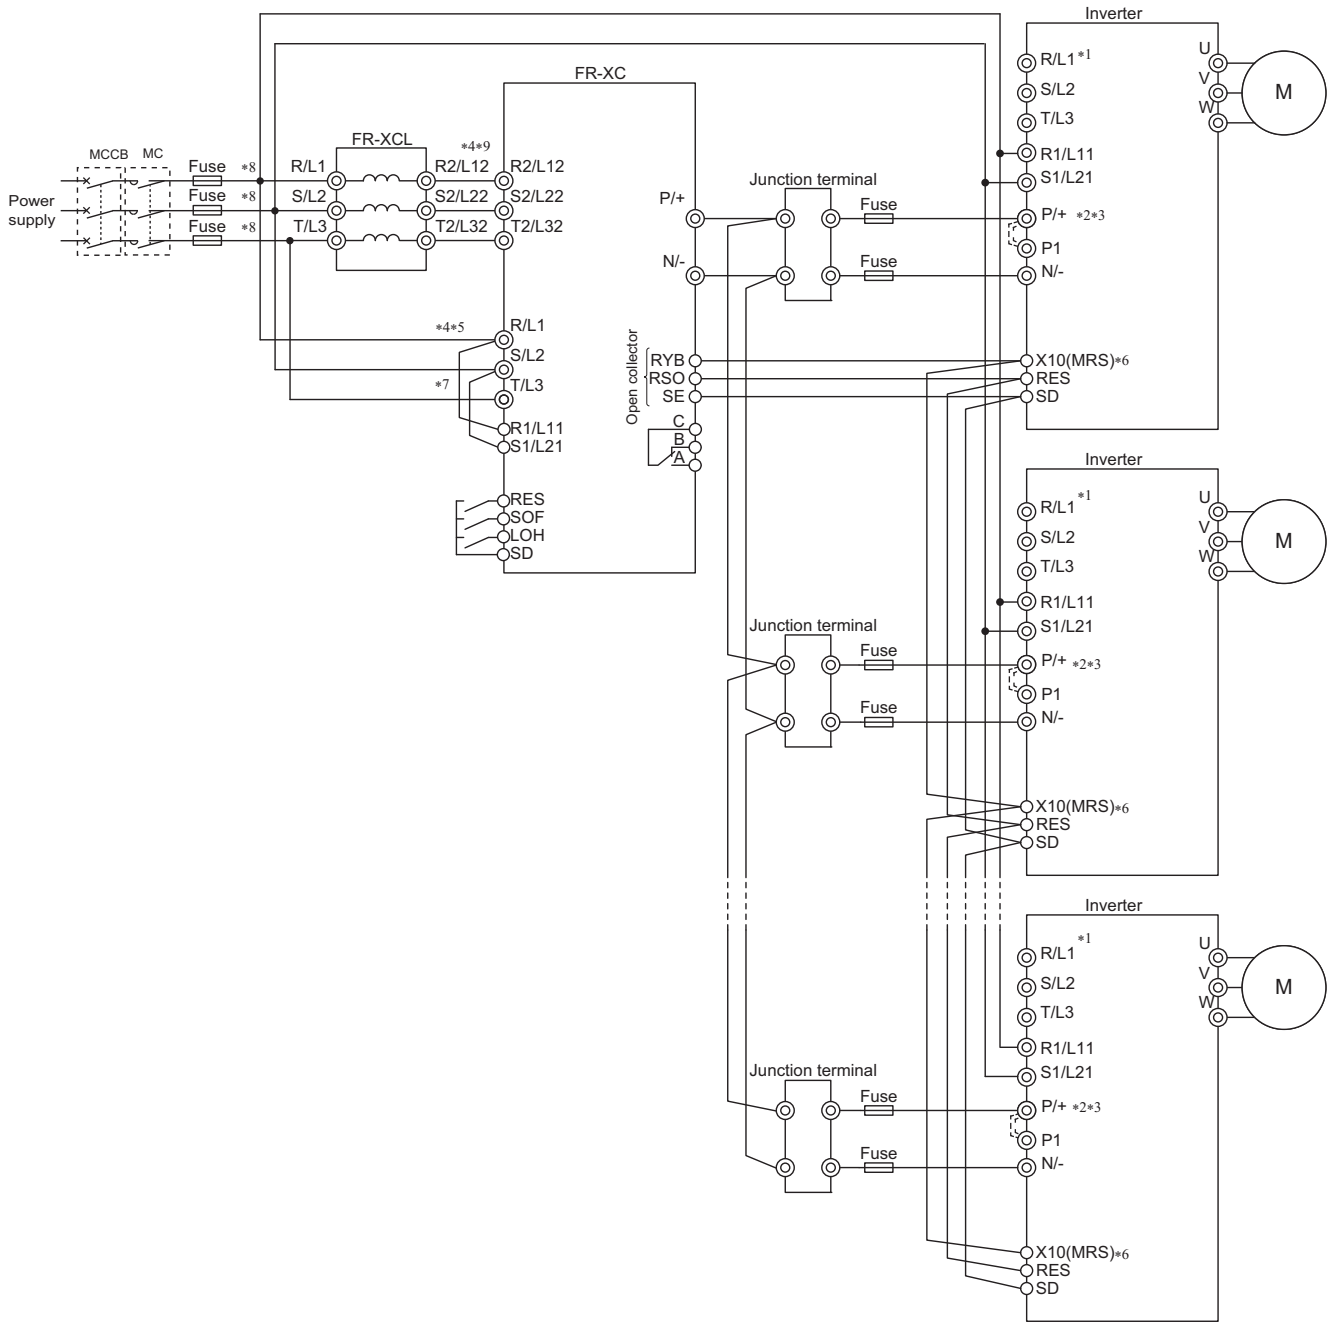 Inverter
R/L1*1
S/L2
T/L3
R1/L11
S1/L21
P/+ *2*3
P1
N/-
X10(MRS)*6
RES
SD
U
V
W
M
FR-XC
FR-XCL
*4*9
MCCB MC
Power
supply
Fuse *8
*8
Fuse *8
R/L1
S/L2
T/L3
R2/L12
S2/L22
T2/L32
R2/L12
S2/L22
T2/L32
*4*5
*7
R/L1
S/L2
T/L3
R1/L11
S1/L21
RES
SOF
LOH
SD
P/+
N/-
Open collector
RYB
RSO
SE
C
B
A
Junction terminal
Fuse
Fuse
Inverter
R/L1*1
S/L2
T/L3
R1/L11
S1/L21
P/+ *2*3
P1
N/-
X10(MRS)*6
RES
SD
U
V
W
M
Junction terminal
Fuse
Fuse
Inverter
R/L1*1
S/L2
T/L3
R1/L11
S1/L21
P/+ *2*3
P1
N/-
X10(MRS)*6
RES
SD
U
V
W
M
Junction terminal
Fuse
Fuse